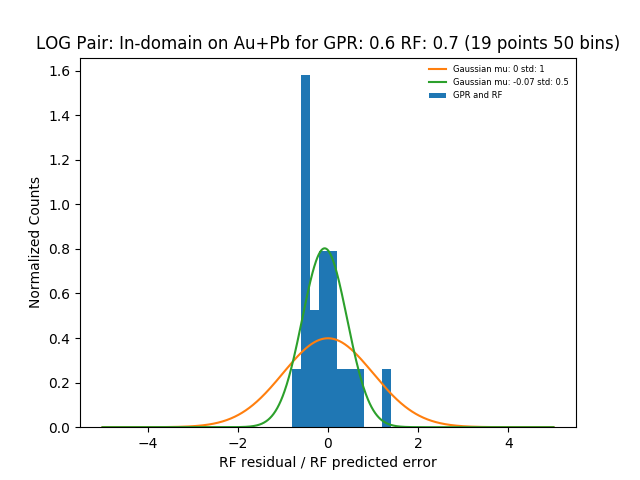 LOG Pair: In-domain on Au+Pb for GPR: 0.6 RF: 0.7 (19 points 50 bins)
Gaussian mu: 0 std: 1
Gaussian mu: -0.07 std: 0.5
GPR and RF
Normalized Counts
1.6
1.4
1.2
1.0
0.8
0.6
0.4
0.2
0.0
−4 −2 0 2 4
RF residual / RF predicted error